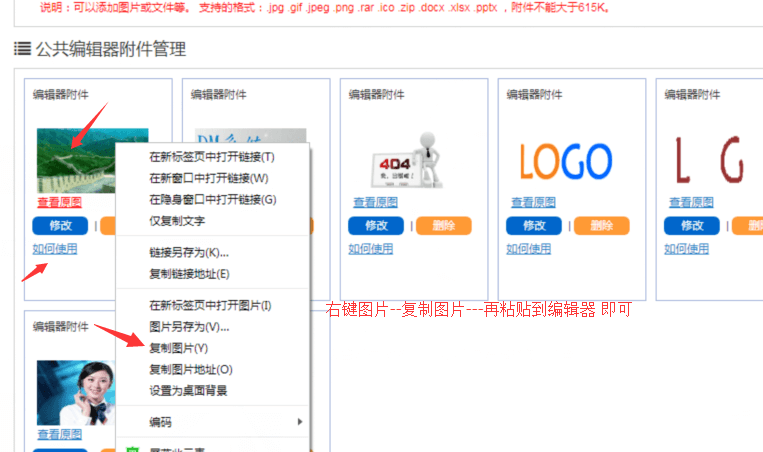 说明：可以添加图片或文件等。 支持的格式：.jpg .gif .jpeg .png .rar .ico .zip .docx .xlsx .pptx ，附件不能大于615K。
公共编辑器附件管理
编辑器附件 编辑器附件 编辑器附件 编辑器附件 编辑器附件
404
LOGO
L G
查看原图 查看原图 查看原图 查看原图
修改 | 修改 | 删除 修改 | 删除 修改 |
如何使用 如何使用 如何使用 如何使用
在新标签页中打开链接(T)
在新窗口中打开链接(W)
在隐身窗口中打开链接(G)
仅复制文字
链接另存为(K)...
复制链接地址(E)
在新标签页中打开图片(I)
图片另存为(V)...
复制图片(Y)
复制图片地址(O)
设置为桌面背景
编码
右键图片--复制图片---再粘贴到编辑器 即可
编辑器附件
查看原图